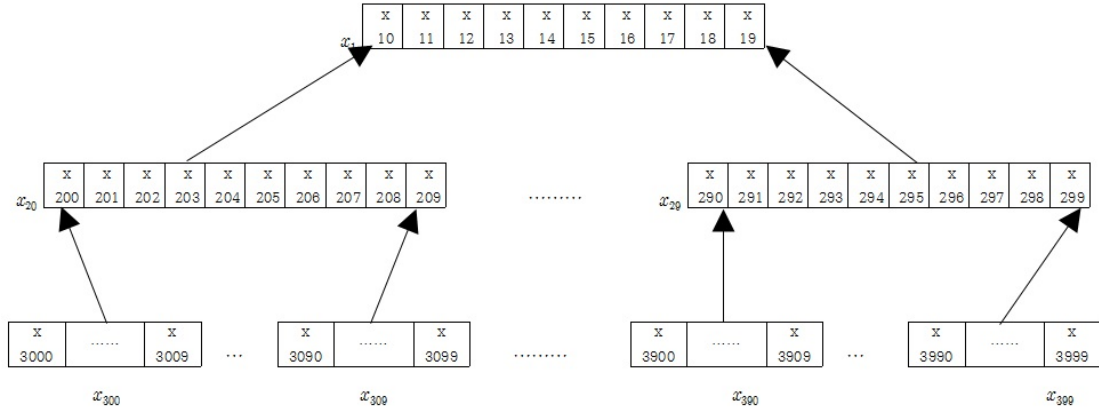 x x x x x x x x x x
x₁ 10 11 12 13 14 15 16 17 18 19
x x x x x x x x x x
x₂₀ 200 201 202 203 204 205 206 207 208 209
.........
x x x x x x x x x x
x₂₉ 290 291 292 293 294 295 296 297 298 299
x ...... x
3000 3009
...
x ...... x
3090 3099
.........
x ...... x
3900 3909
...
x ...... x
3990 3999
x₃₀₀ x₃₀₉ x₃₉₀ x₃₉₉